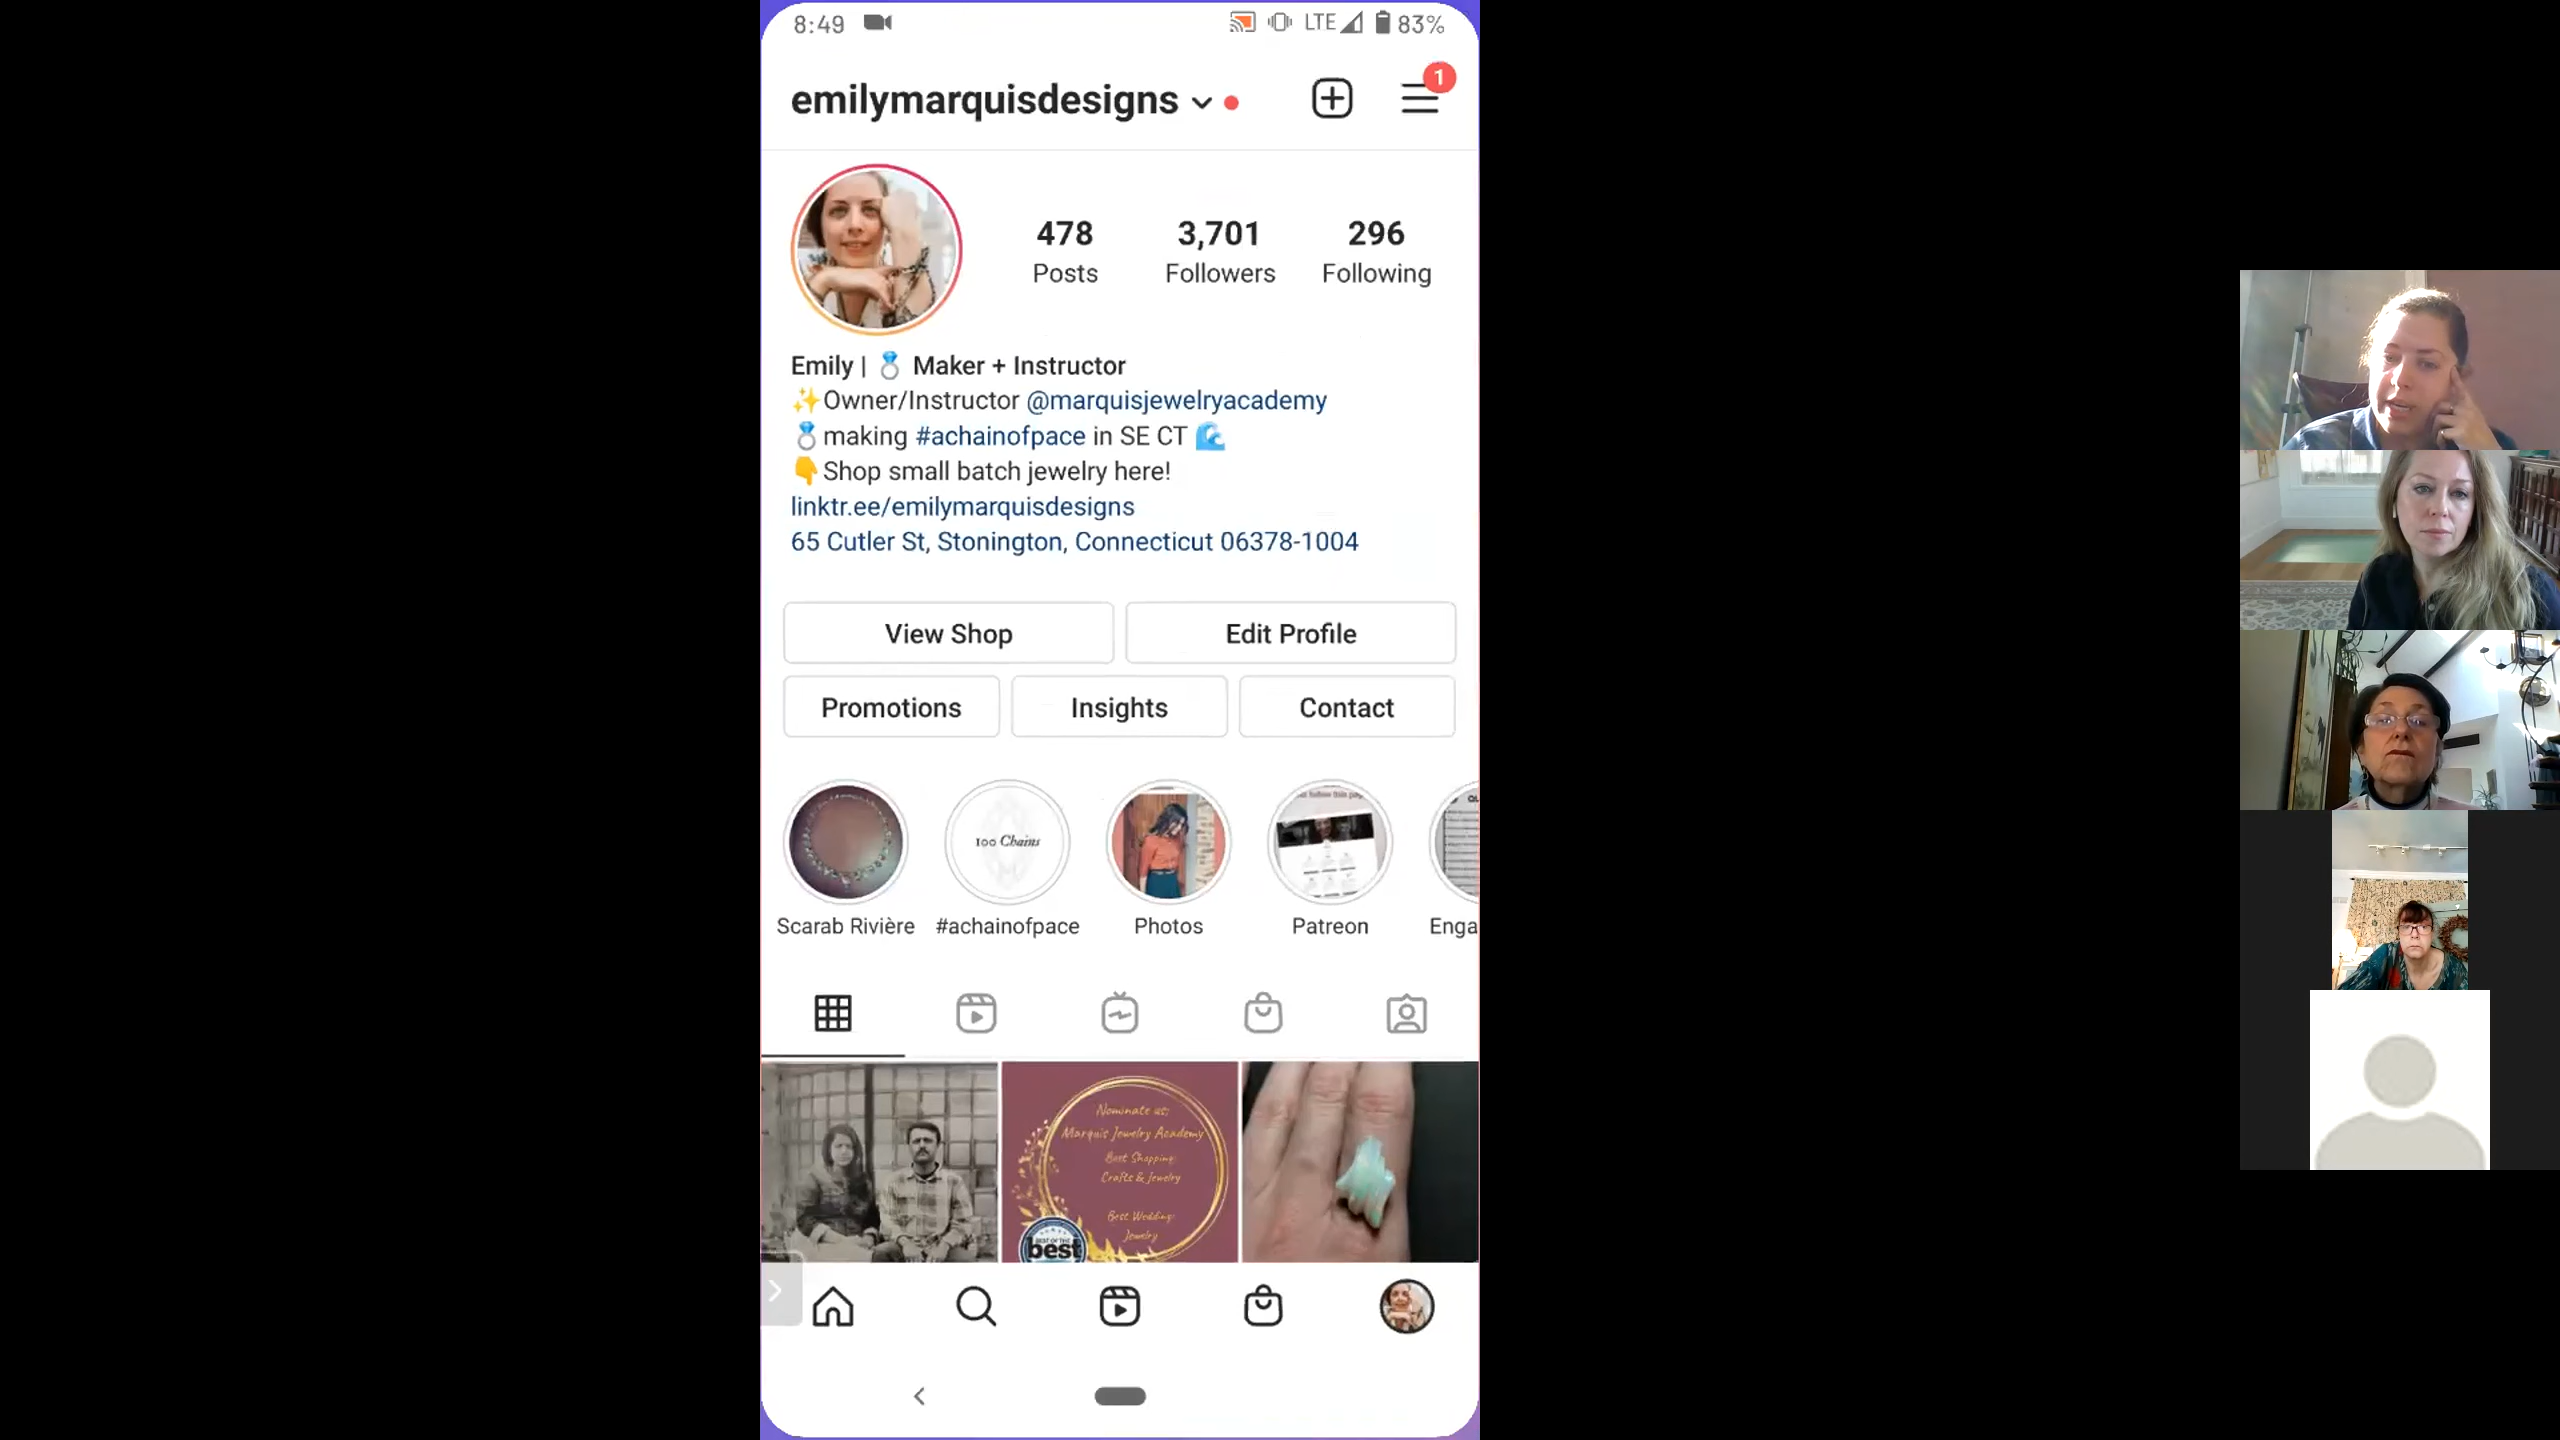 8:49
LTE 83%
emilymarquisdesigns
1
478 3,701 296
Posts Followers Following
Emily | 💍 Maker + Instructor
✨Owner/Instructor @marquisjewelryacademy
💍making #achainofpace in SE CT 🌊
👇Shop small batch jewelry here!
linktr.ee/emilymarquisdesigns
65 Cutler St, Stonington, Connecticut 06378-1004
View Shop Edit Profile
Promotions Insights Contact
100 Chains
Scarab Rivière #achainofpace Photos Patreon Enga
Nominate us:
Marquis Jewelry Academy
Best Shopping:
Crafts & Jewelry
Best Wedding:
Jewelry
best